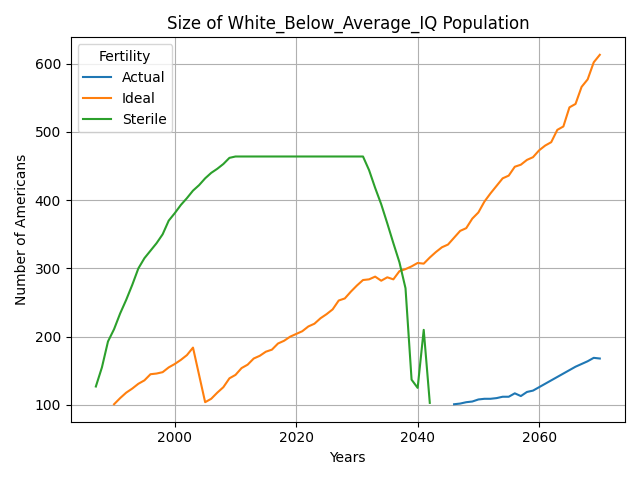 Size of White_Below_Average_IQ Population
Fertility
Actual
Ideal
Sterile
Number of Americans
600
500
400
300
200
100
2000
2020
2040
2060
Years